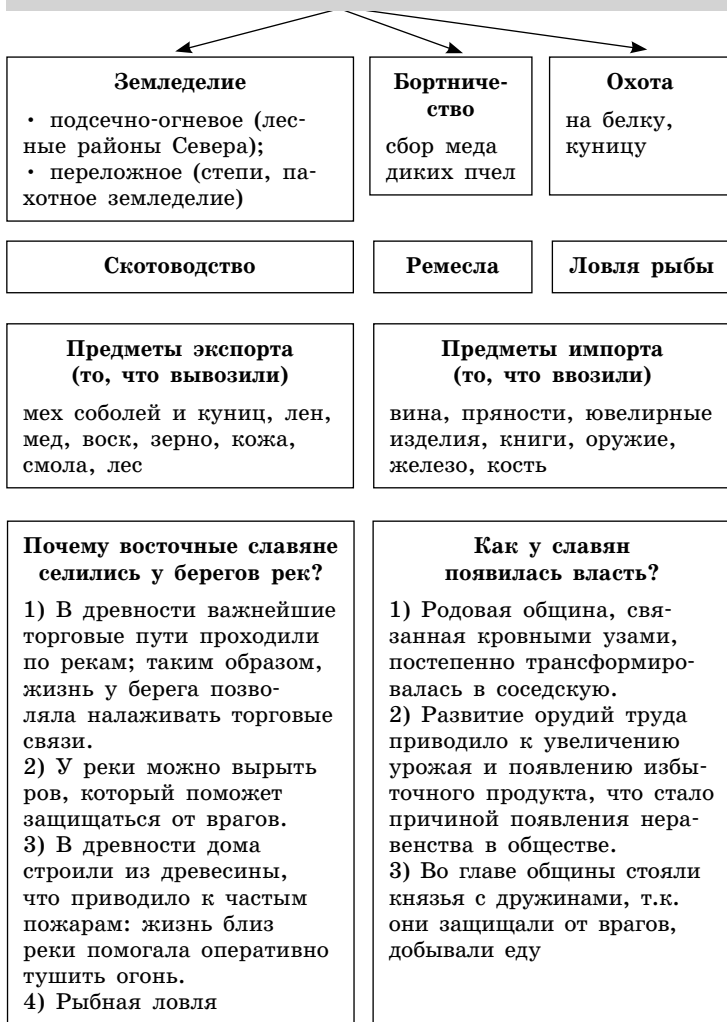 Земледелие
• подсечно-огневое (лес-
ные районы Севера);
• переложное (степи, па-
хотное земледелие)
Бортниче-
ство
сбор меда
диких пчел
Охота
на белку,
куницу
Скотоводство
Ремесла
Ловля рыбы
Предметы экспорта
(то, что вывозили)
мех соболей и куниц, лен,
мед, воск, зерно, кожа,
смола, лес
Предметы импорта
(то, что ввозили)
вина, пряности, ювелирные
изделия, книги, оружие,
железо, кость
Почему восточные славяне
селились у берегов рек?
1) В древности важнейшие
торговые пути проходили
по рекам; таким образом,
жизнь у берега позво-
ляла налаживать торговые
связи.
2) У реки можно вырыть
ров, который поможет
защищаться от врагов.
3) В древности дома
строили из древесины,
что приводило к частым
пожарам: жизнь близ
реки помогала оперативно
тушить огонь.
4) Рыбная ловля
Как у славян
появилась власть?
1) Родовая община, свя-
занная кровными узами,
постепенно трансформиро-
валась в соседскую.
2) Развитие орудий труда
приводило к увеличению
урожая и появлению избы-
точного продукта, что стало
причиной появления нера-
венства в обществе.
3) Во главе общины стояли
князья с дружинами, т.к.
они защищали от врагов,
добывали еду